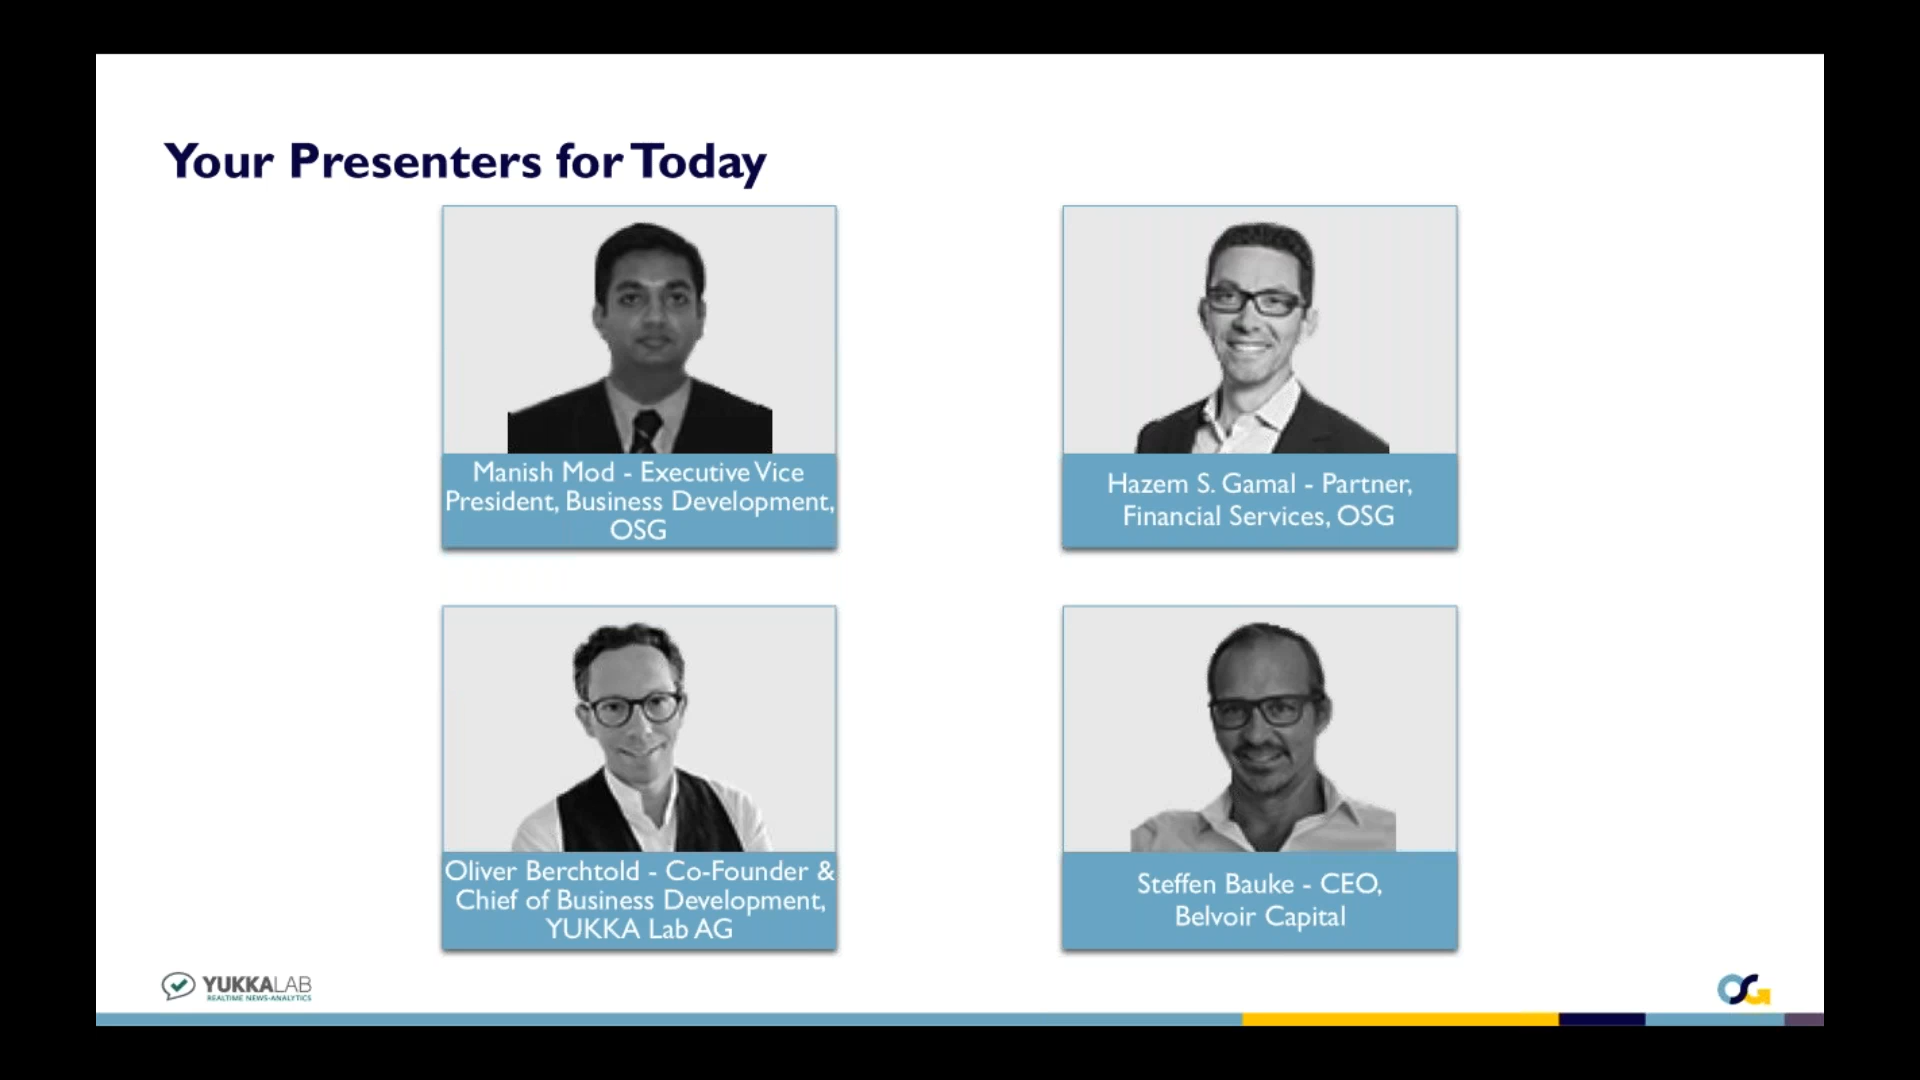 Your Presenters for Today
Manish Mod - Executive Vice
President, Business Development,
OSG
Hazem S. Gamal - Partner,
Financial Services, OSG
Oliver Berchtold - Co-Founder &
Chief of Business Development,
YUKKA Lab AG
Steffen Bauke - CEO,
Belvoir Capital
YUKKALAB
REALTIME NEWS-ANALYTICS
OSG